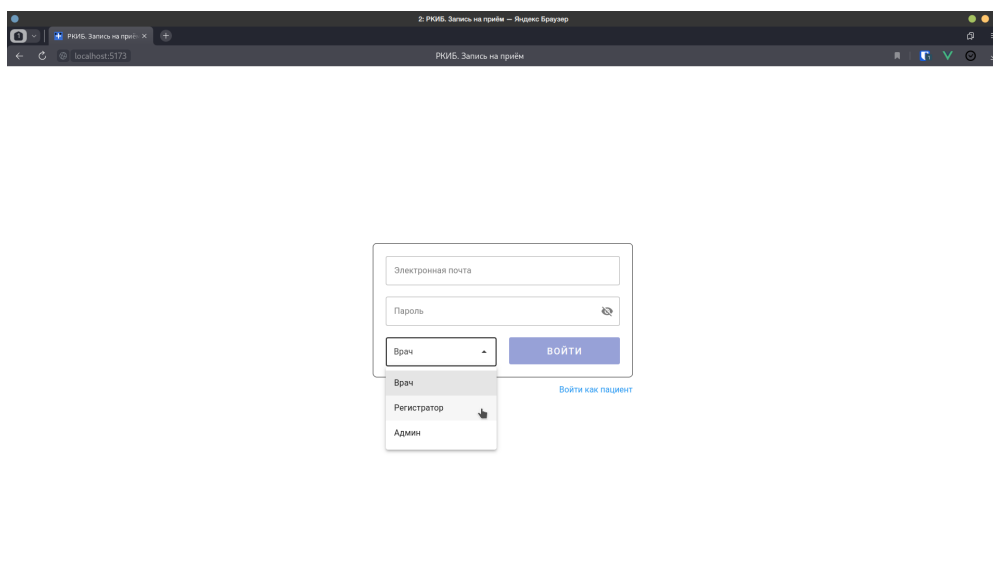 2: РКИБ. Запись на приём — Яндекс Браузер
1
РКИБ. Запись на приём
localhost:5173
РКИБ. Запись на приём
Электронная почта
Пароль
Врач
ВОЙТИ
Врач
Войти как пациент
Регистратор
Админ